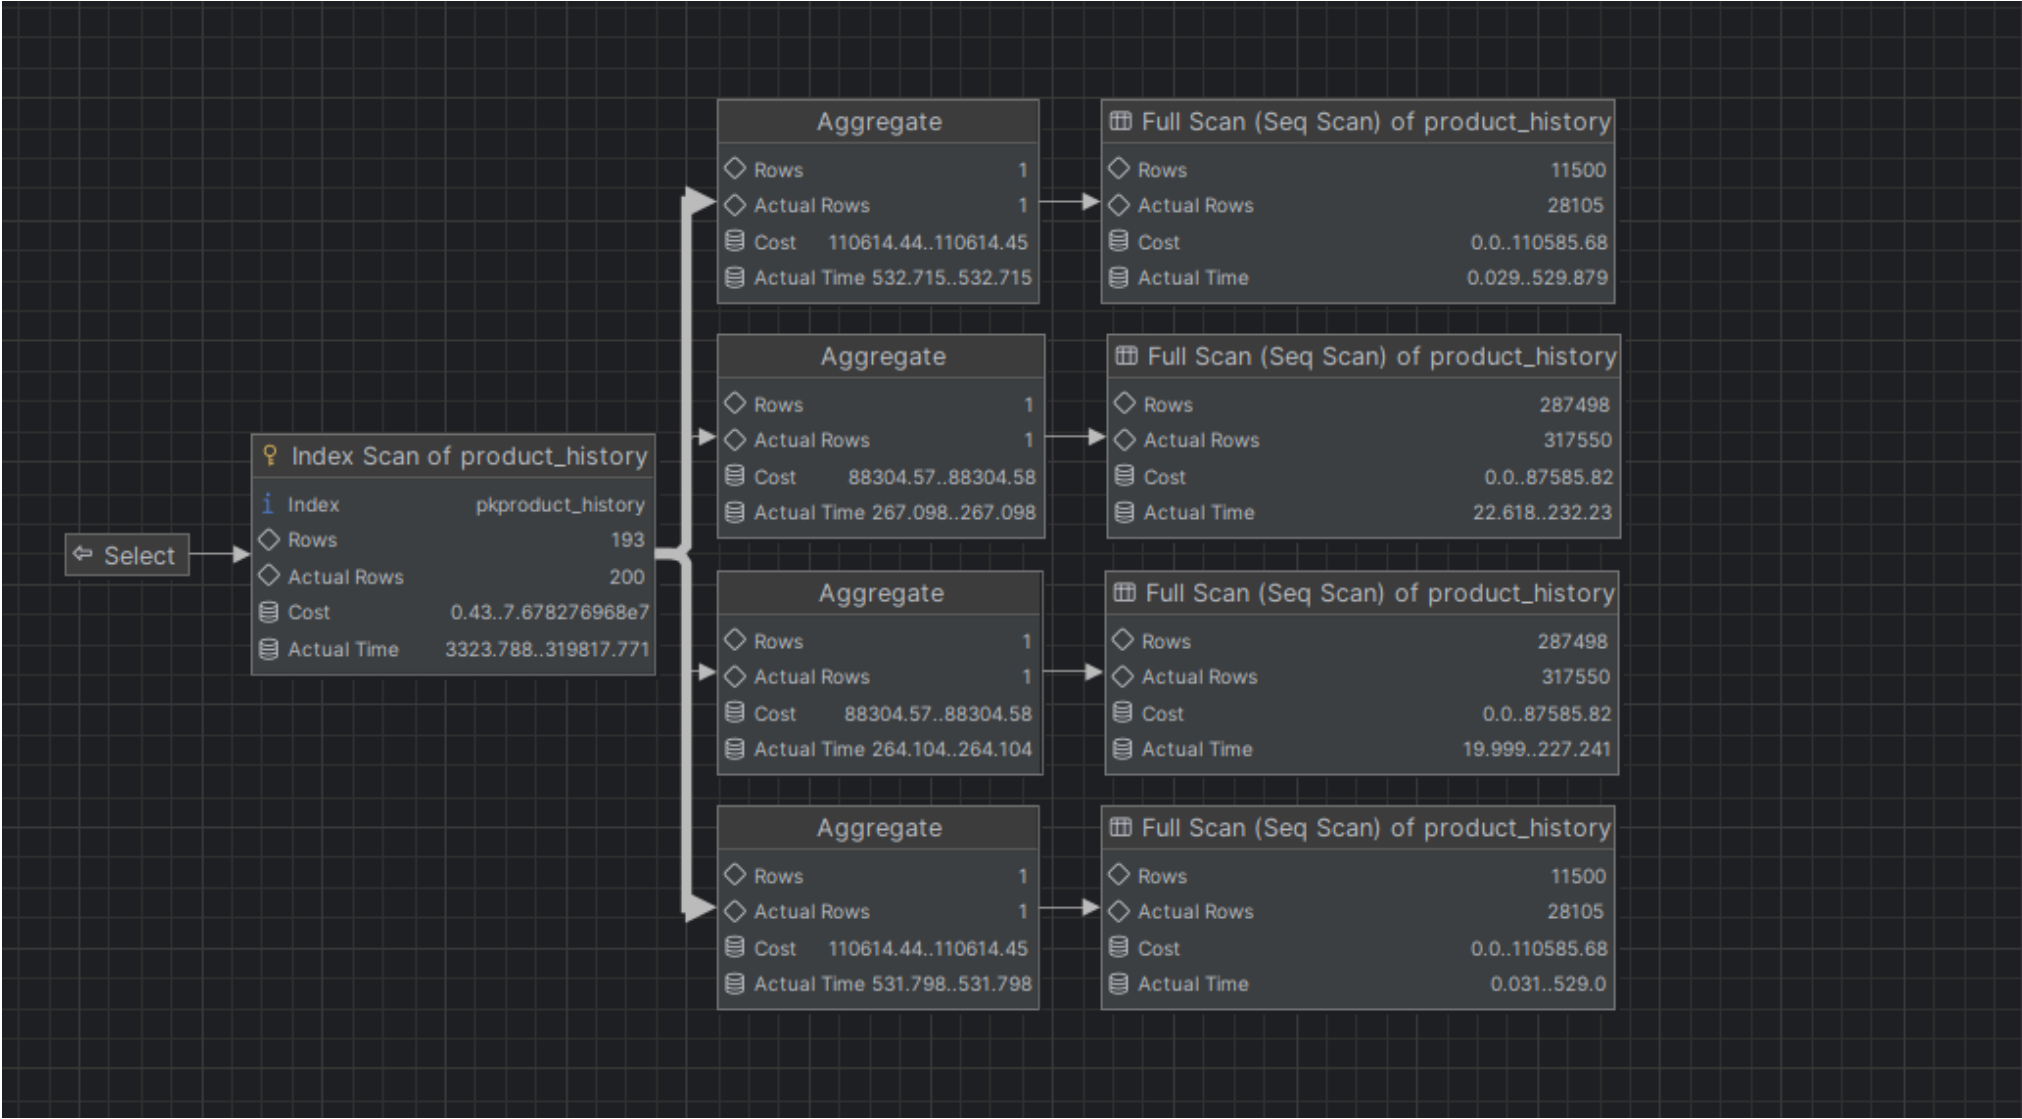 Select
Index Scan of product_history
Index pkproduct_history
Rows 193
Actual Rows 200
Cost 0.43..7.678276968e7
Actual Time 3323.788..319817.771
Aggregate
Rows 1
Actual Rows 1
Cost 110614.44..110614.45
Actual Time 532.715..532.715
Full Scan (Seq Scan) of product_history
Rows 11500
Actual Rows 28105
Cost 0.0..110585.68
Actual Time 0.029..529.879
Aggregate
Rows 1
Actual Rows 1
Cost 88304.57..88304.58
Actual Time 267.098..267.098
Full Scan (Seq Scan) of product_history
Rows 287498
Actual Rows 317550
Cost 0.0..87585.82
Actual Time 22.618..232.23
Aggregate
Rows 1
Actual Rows 1
Cost 88304.57..88304.58
Actual Time 264.104..264.104
Full Scan (Seq Scan) of product_history
Rows 287498
Actual Rows 317550
Cost 0.0..87585.82
Actual Time 19.999..227.241
Aggregate
Rows 1
Actual Rows 1
Cost 110614.44..110614.45
Actual Time 531.798..531.798
Full Scan (Seq Scan) of product_history
Rows 11500
Actual Rows 28105
Cost 0.0..110585.68
Actual Time 0.031..529.0